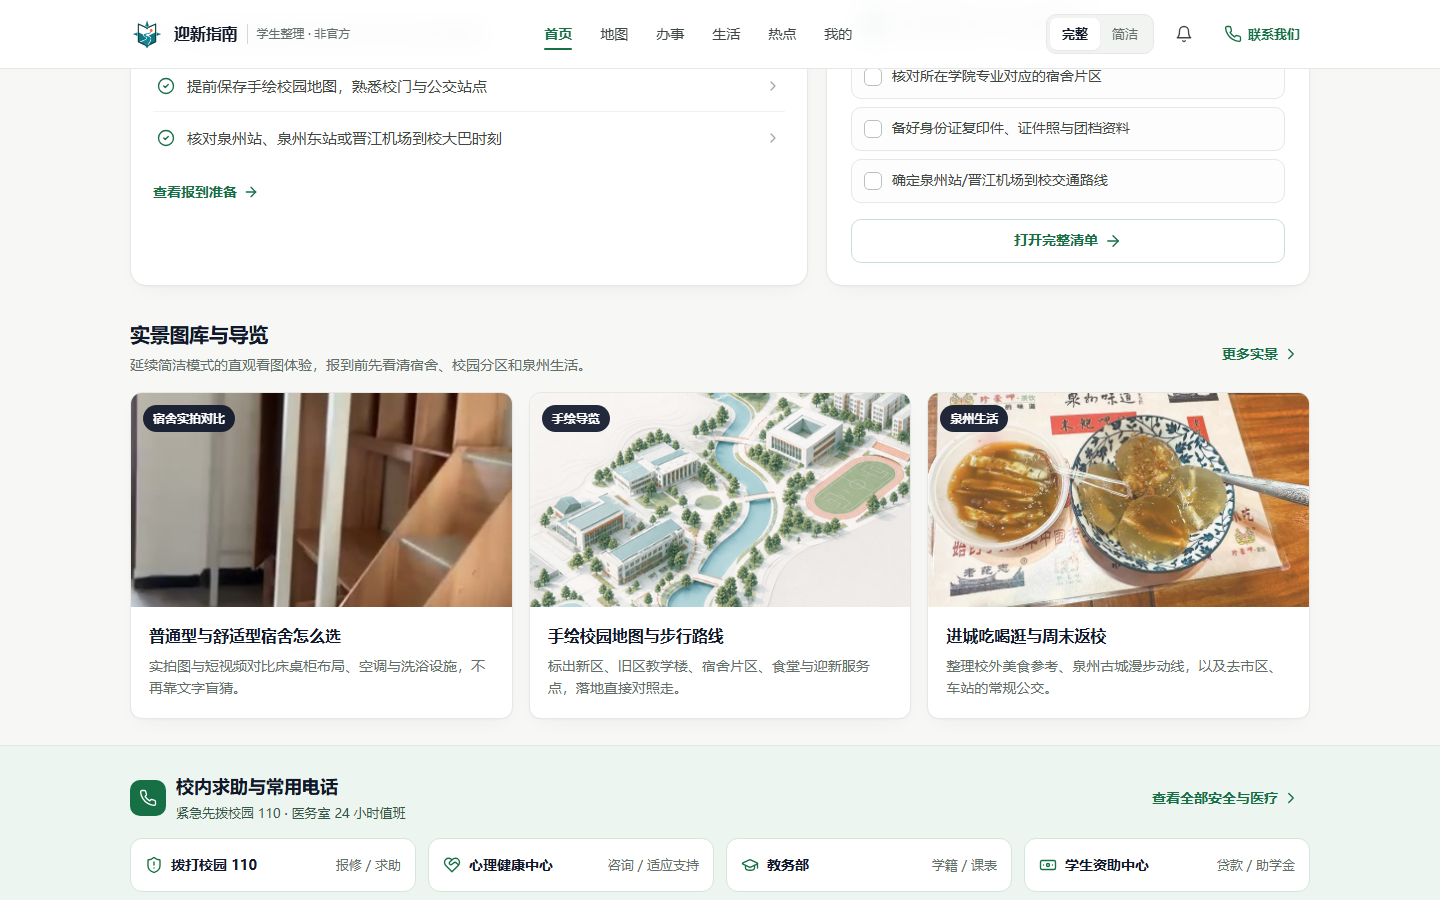 迎新指南
学生整理 · 非官方
首页
地图
办事
生活
热点
我的
完整
简洁
联系我们
提前保存手绘校园地图，熟悉校门与公交站点
核对泉州站、泉州东站或晋江机场到校大巴时刻
查看报到准备
核对所在学院专业对应的宿舍片区
备好身份证复印件、证件照与团档资料
确定泉州站/晋江机场到校交通路线
打开完整清单
实景图库与导览
延续简洁模式的直观看图体验，报到前先看清宿舍、校园分区和泉州生活。
更多实景
宿舍实拍对比
普通型与舒适型宿舍怎么选
实拍图与短视频对比床桌柜布局、空调与洗浴设施，不
再靠文字盲猜。
手绘导览
手绘校园地图与步行路线
标出新区、旧区教学楼、宿舍片区、食堂与迎新服务
点，落地直接对照走。
泉州生活
泉州味道
进城吃喝逛与周末返校
整理校外美食参考、泉州古城漫步动线，以及去市区、
车站的常规公交。
校内求助与常用电话
紧急先拨校园 110 · 医务室 24 小时值班
查看全部安全与医疗
拨打校园 110
报修 / 求助
心理健康中心
咨询 / 适应支持
教务部
学籍 / 课表
学生资助中心
贷款 / 助学金